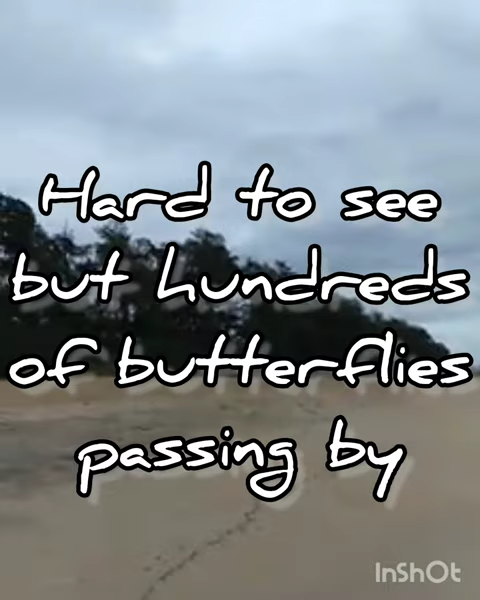 Hard to see
but hundreds
of butterflies
passing by
InShOt